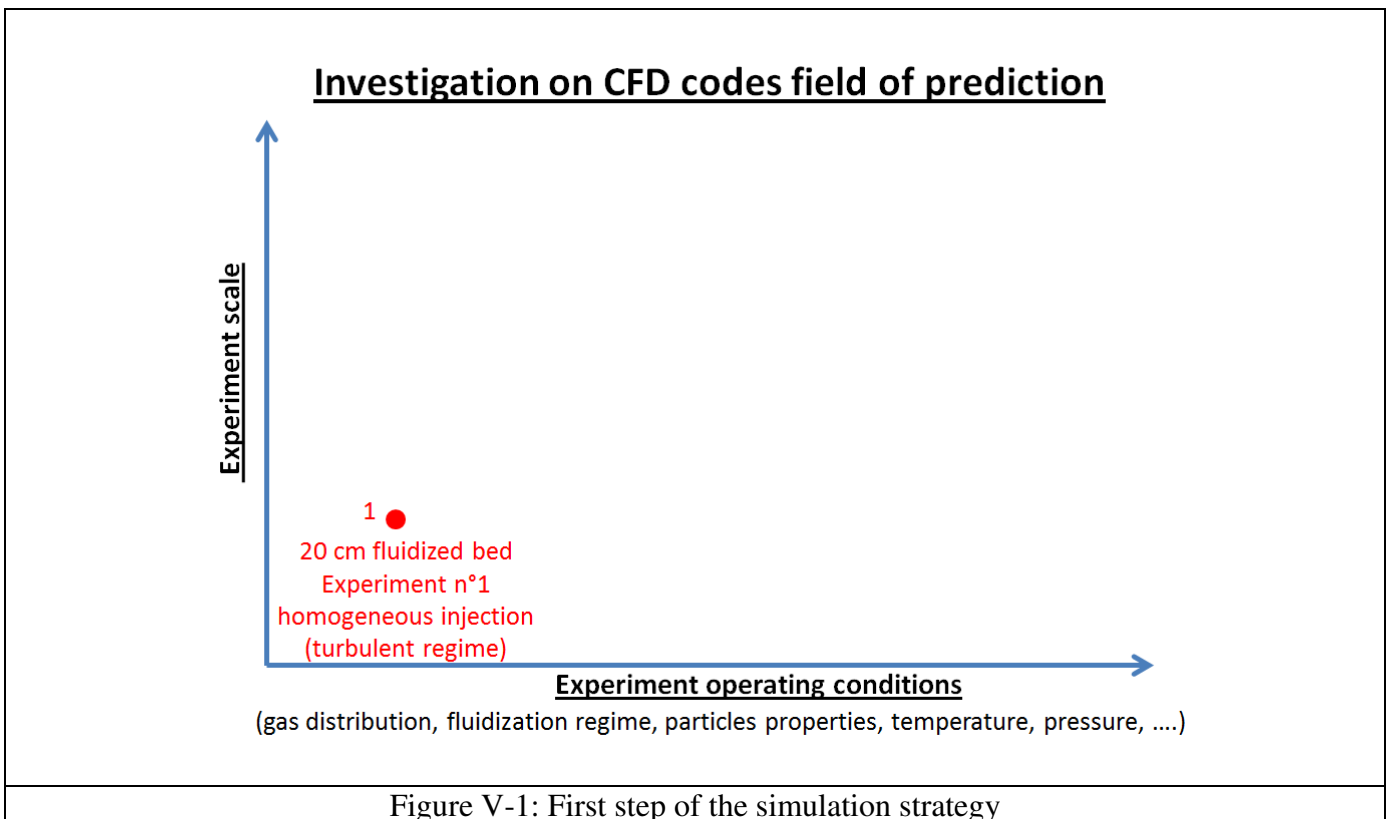 Investigation on CFD codes field of prediction
Experiment scale
1
20 cm fluidized bed
Experiment n°1
homogeneous injection
(turbulent regime)
Experiment operating conditions
(gas distribution, fluidization regime, particles properties, temperature, pressure, ....)
Figure V-1: First step of the simulation strategy